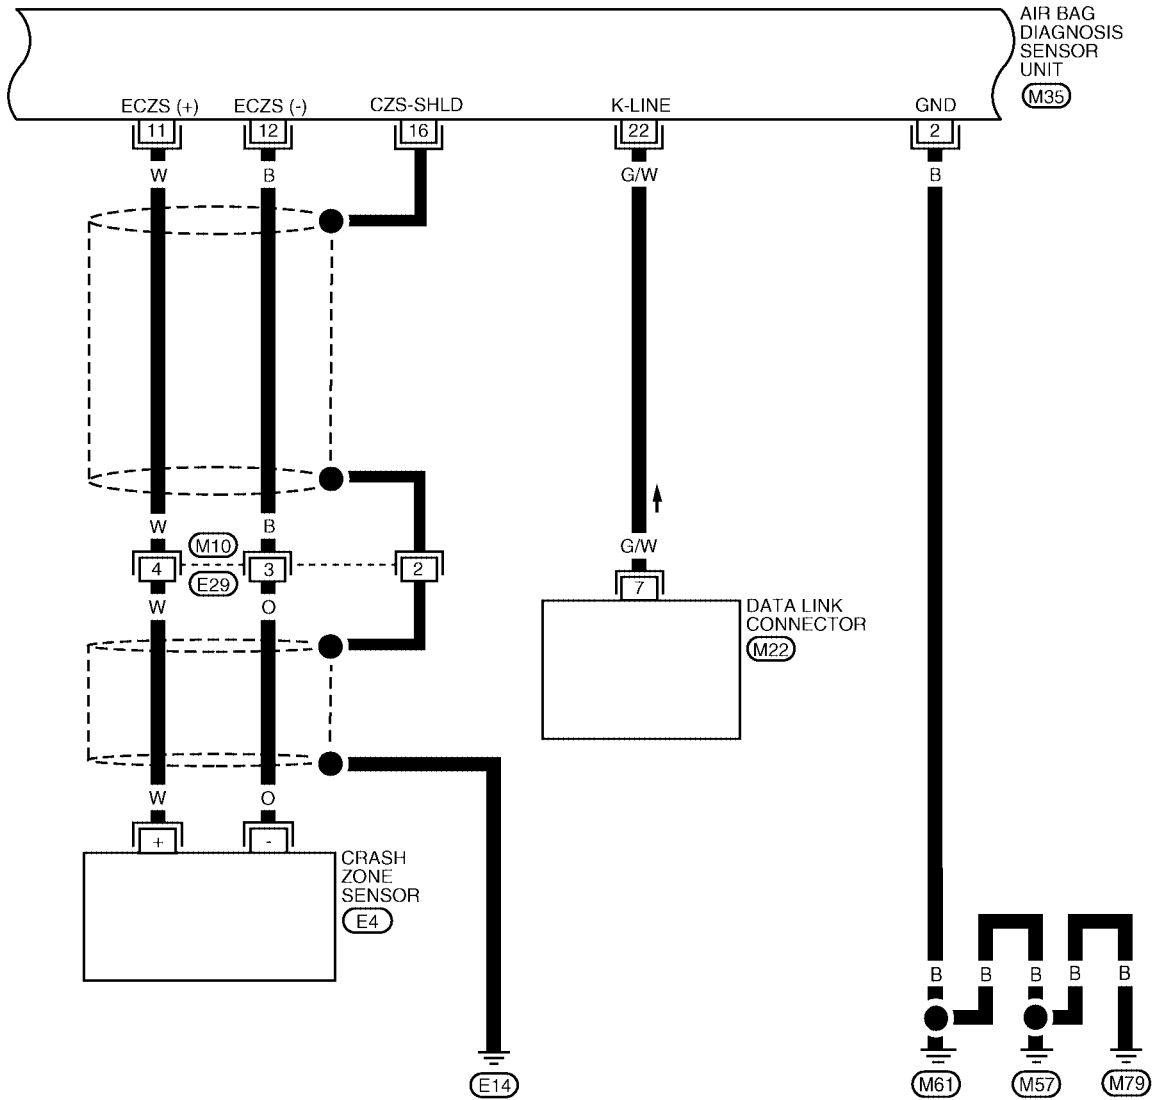 AIR BAG
DIAGNOSIS
SENSOR
UNIT
M35
ECZS (+) ECZS (-) CZS-SHLD K-LINE GND
11 12 16 22 2
W B G/W B
W B
M10
G/W
4 3 2
E29
7
W O
DATA LINK
CONNECTOR
M22
W O
+ -
CRASH
ZONE
SENSOR
E4
B B B B B
E14 M61 M57 M79